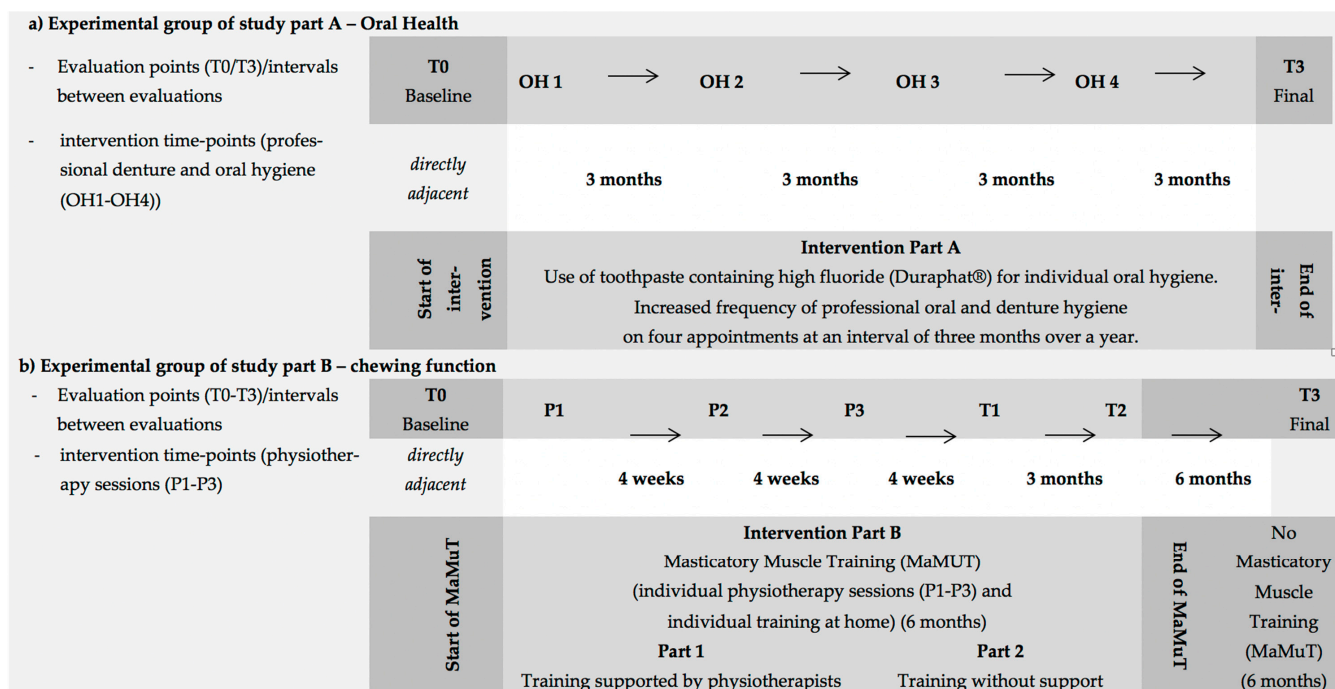 a) Experimental group of study part A – Oral Health
- Evaluation points (T0/T3)/intervals
between evaluations
- intervention time-points (profes-
sional denture and oral hygiene
(OH1-OH4))
T0
Baseline
OH 1 → OH 2 → OH 3 → OH 4 →
T3
Final
directly
adjacent
3 months 3 months 3 months 3 months
Start of
inter-
vention
Intervention Part A
Use of toothpaste containing high fluoride (Duraphat®) for individual oral hygiene.
Increased frequency of professional oral and denture hygiene
on four appointments at an interval of three months over a year.
End of
inter-
b) Experimental group of study part B – chewing function
- Evaluation points (T0-T3)/intervals
between evaluations
- intervention time-points (physiother-
apy sessions (P1-P3)
T0
Baseline
P1 → P2 → P3 → T1 → T2 →
T3
Final
directly
adjacent
4 weeks 4 weeks 4 weeks 3 months 6 months
Start of MaMuT
Intervention Part B
Masticatory Muscle Training (MaMUT)
(individual physiotherapy sessions (P1-P3) and
individual training at home) (6 months)
Part 1 Part 2
Training supported by physiotherapists Training without support
End of MaMuT
No
Masticatory
Muscle
Training
(MaMuT)
(6 months)